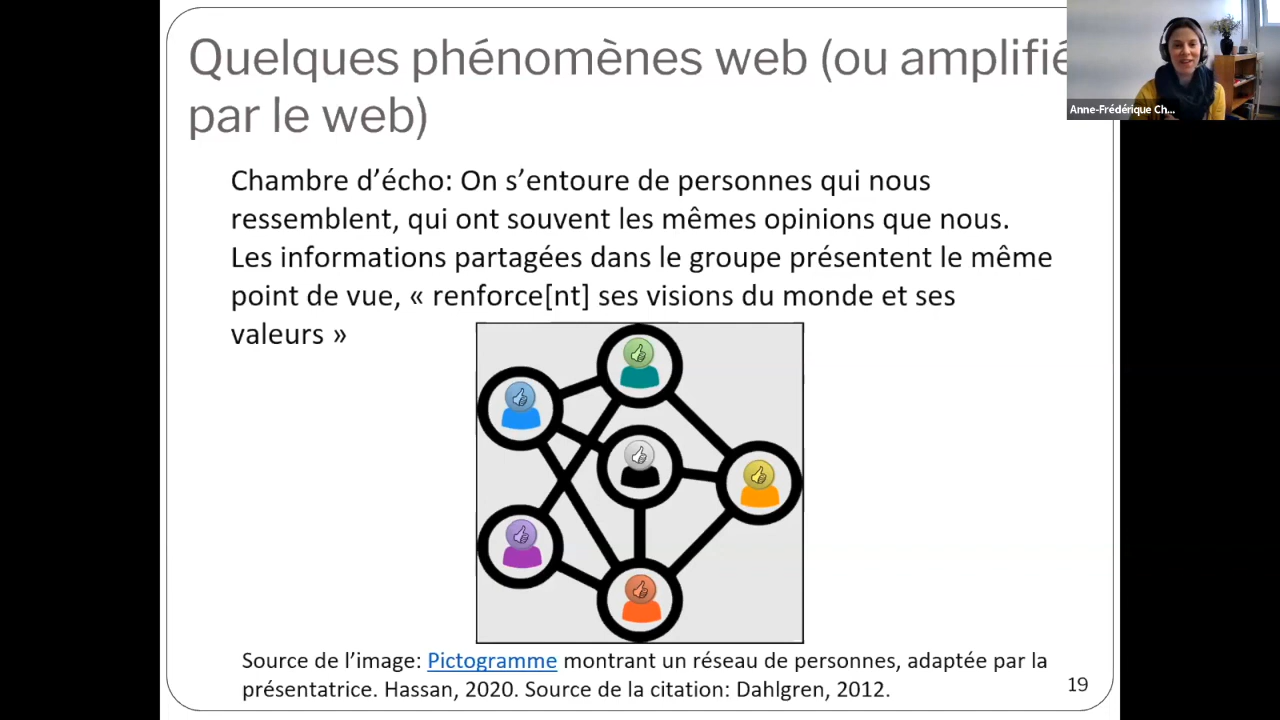 Quelques phénomènes web (ou amplifié
par le web)
Anne-Frédérique Ch...
Chambre d’écho: On s’entoure de personnes qui nous
ressemblent, qui ont souvent les mêmes opinions que nous.
Les informations partagées dans le groupe présentent le même
point de vue, « renforce[nt] ses visions du monde et ses
valeurs »
Source de l’image: Pictogramme montrant un réseau de personnes, adaptée par la
présentatrice. Hassan, 2020. Source de la citation: Dahlgren, 2012.
19